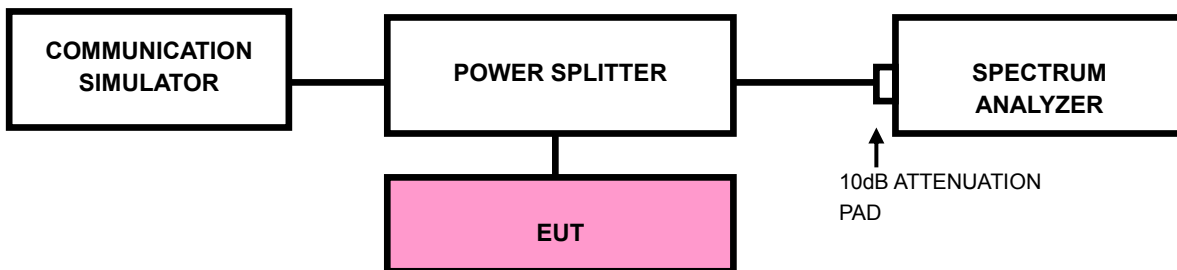 COMMUNICATION
SIMULATOR
POWER SPLITTER
SPECTRUM
ANALYZER
10dB ATTENUATION
PAD
EUT